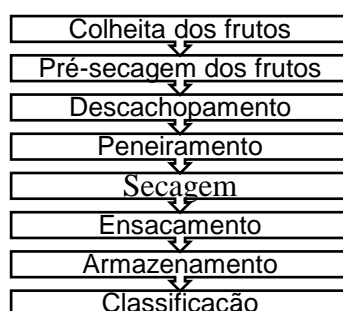 Colheita dos frutos
Pré-secagem dos frutos
Descachopamento
Peneiramento
Secagem
Ensacamento
Armazenamento
Classificação